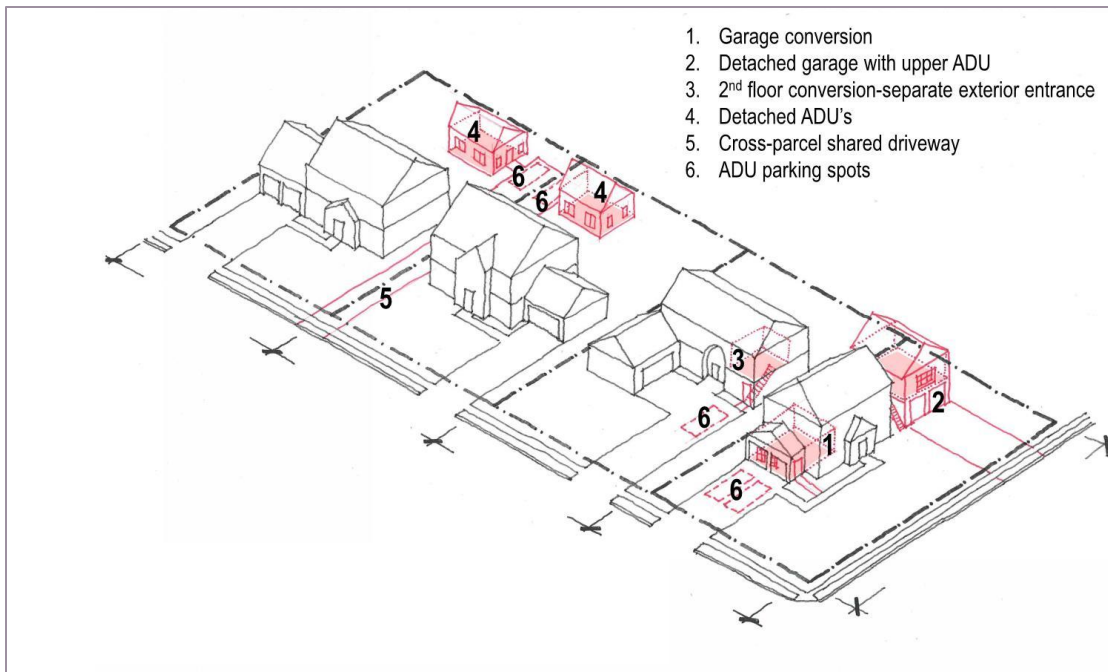 1. Garage conversion
2. Detached garage with upper ADU
3. 2nd floor conversion-separate exterior entrance
4. Detached ADU's
5. Cross-parcel shared driveway
6. ADU parking spots
4
6
4
6
5
3
2
6
1
6